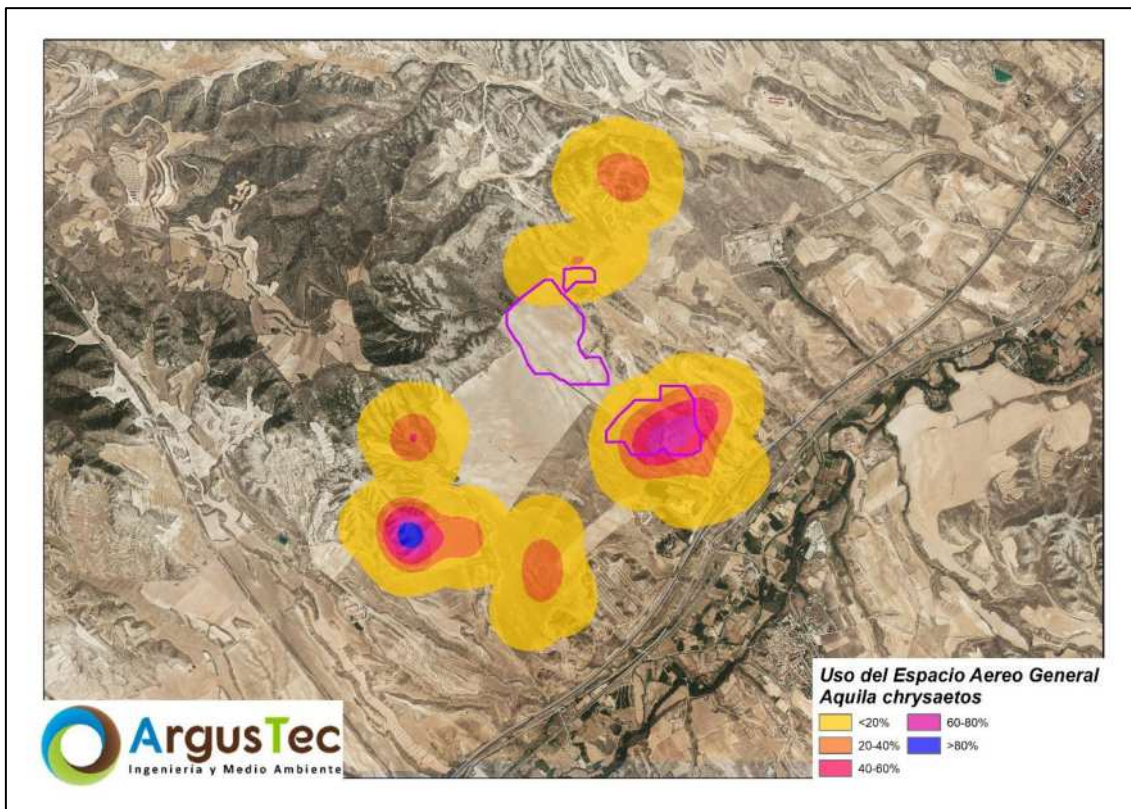 Uso del Espacio Aereo General
Aquila chrysaetos
<20%
20-40%
40-60%
60-80%
>80%
ArgusTec
Ingeniería y Medio Ambiente